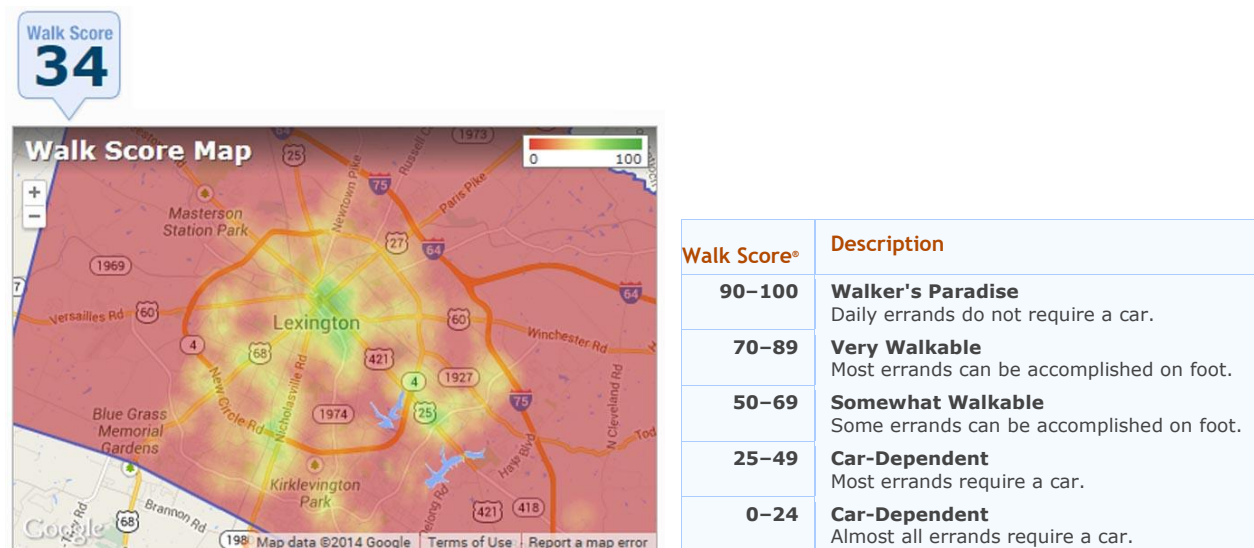 Walk Score
34
Walk Score Map
0 100
+
−
64
25
1973
75
Newtown Pike
Paris Pike
Masterson
Station Park
27
64
1969
64
Versailles Rd
60
Lexington
60
Winchester Rd
4
68
421
4
1927
New Circle Rd
Nicholasville Rd
25
75
N Cleveland Rd
Blue Grass
Memorial
Gardens
1974
Kirklevington
Park
Brannon Rd
68
421
418
Google
198
Map data ©2014 Google
Terms of Use
Report a map error
Walk Score®
Description
90–100
Walker's Paradise
Daily errands do not require a car.
70–89
Very Walkable
Most errands can be accomplished on foot.
50–69
Somewhat Walkable
Some errands can be accomplished on foot.
25–49
Car-Dependent
Most errands require a car.
0–24
Car-Dependent
Almost all errands require a car.